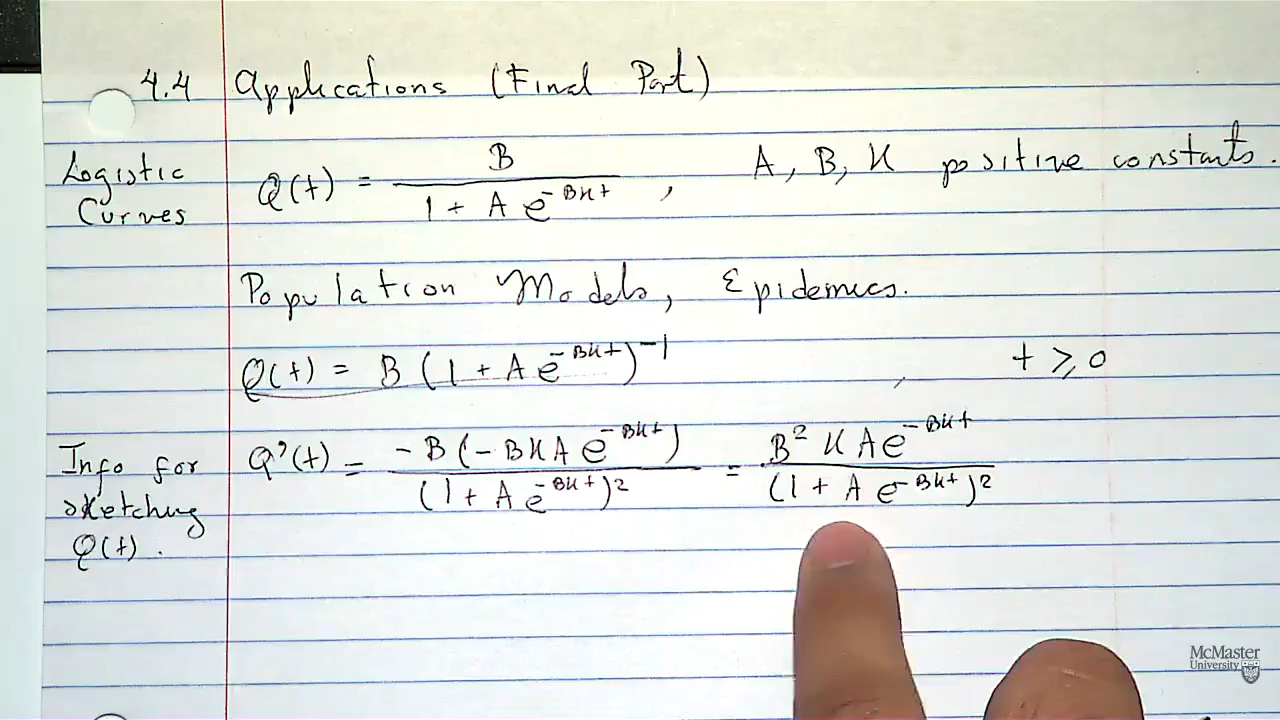 4.4 Applications (Final Part)
Logistic Curves
Q(t) = B / (1 + A e^{-Bkt}) , A, B, k positive constants.
Population Models, Epidemics.
Q(t) = B (1 + A e^{-Bkt})^{-1} t ≥ 0
Info for sketching Q(t).
Q'(t) = -B (-BkA e^{-Bkt}) / (1 + A e^{-Bkt})^2 = B^2 k A e^{-Bkt} / (1 + A e^{-Bkt})^2
McMaster
University